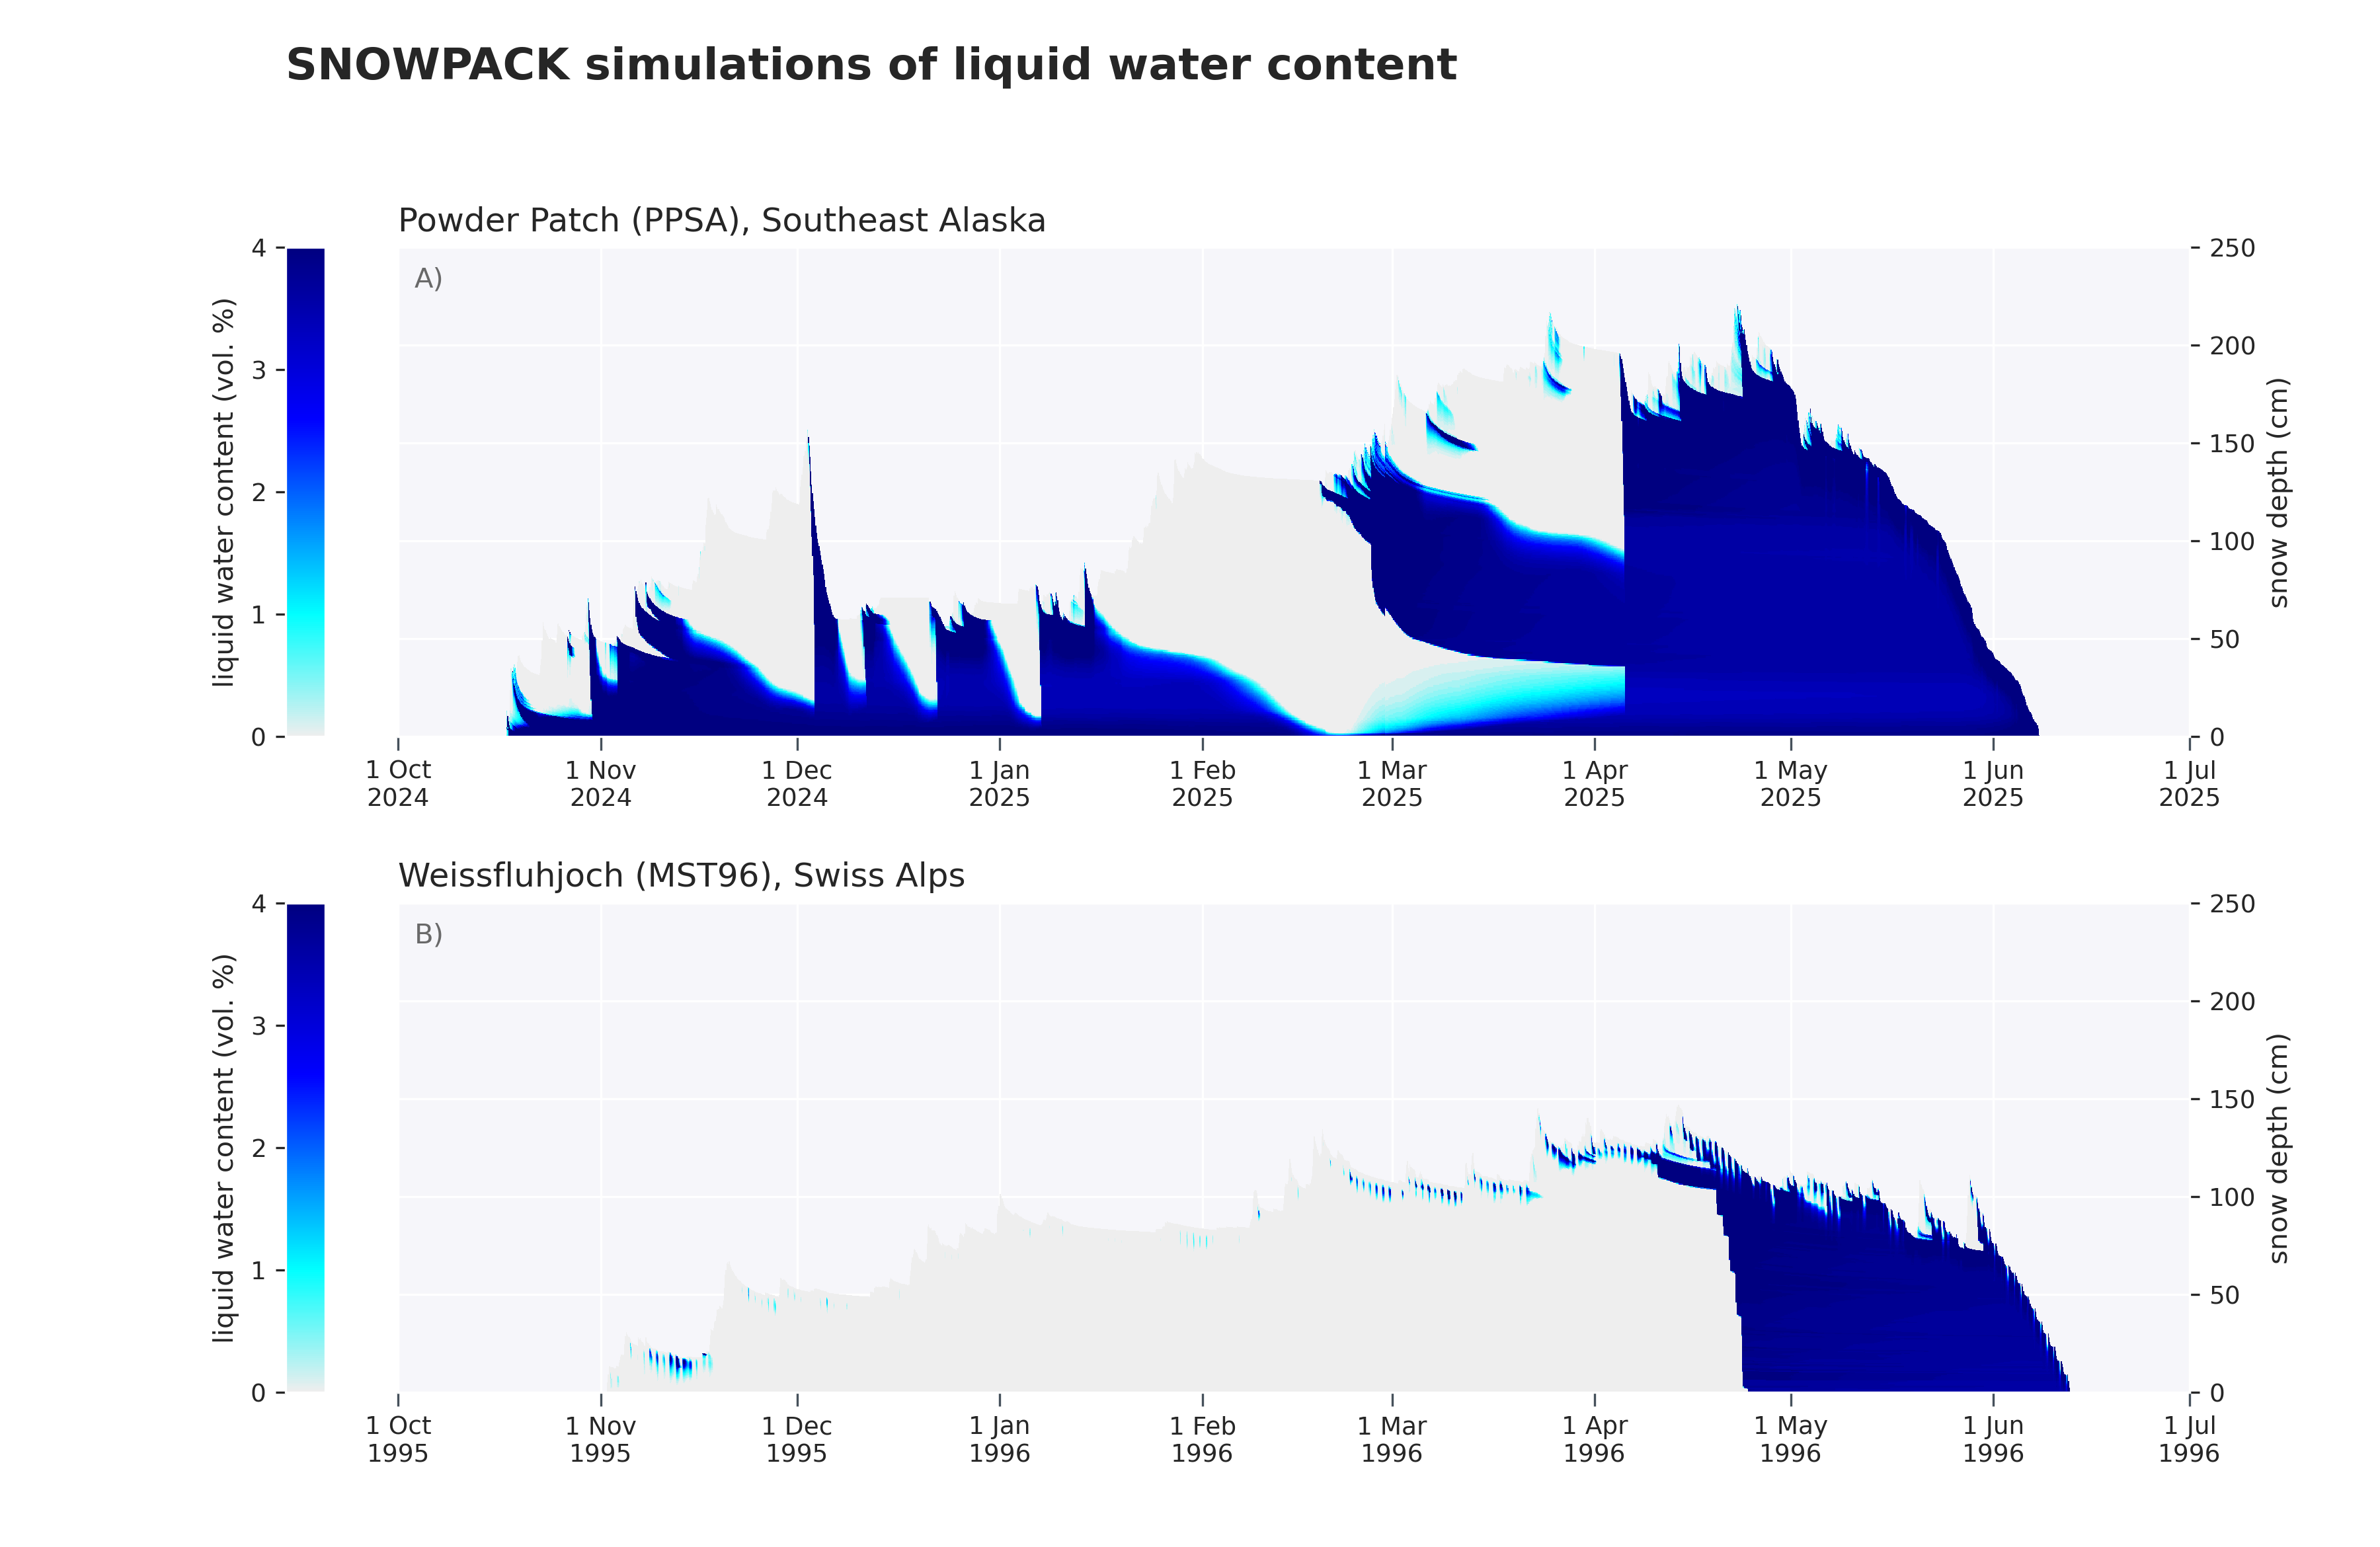 SNOWPACK simulations of liquid water content
Powder Patch (PPSA), Southeast Alaska
A)
4
3
2
1
0
liquid water content (vol. %)
250
200
150
100
50
0
snow depth (cm)
1 Oct 1 Nov 1 Dec 1 Jan 1 Feb 1 Mar 1 Apr 1 May 1 Jun 1 Jul
2024 2024 2024 2025 2025 2025 2025 2025 2025 2025
Weissfluhjoch (MST96), Swiss Alps
B)
4
3
2
1
0
liquid water content (vol. %)
250
200
150
100
50
0
snow depth (cm)
1 Oct 1 Nov 1 Dec 1 Jan 1 Feb 1 Mar 1 Apr 1 May 1 Jun 1 Jul
1995 1995 1995 1996 1996 1996 1996 1996 1996 1996